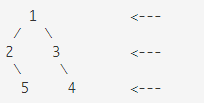 1 <---
/ \
2 3 <---
\ \
5 4 <---